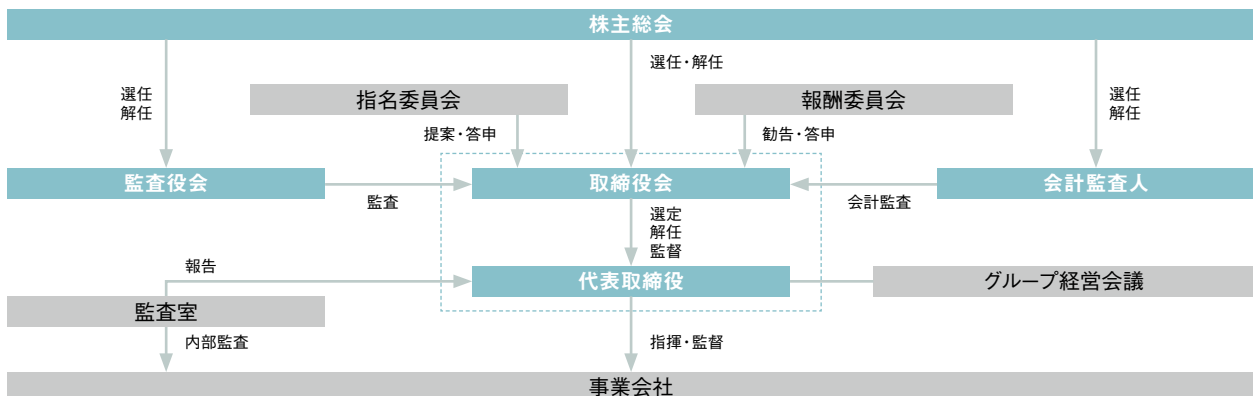 株主総会
選任・解任
選任
解任
指名委員会
報酬委員会
選任
解任
提案・答申
勧告・答申
監査役会
取締役会
会計監査人
監査
会計監査
選定
解任
監督
報告
代表取締役
グループ経営会議
監査室
内部監査
指揮・監督
事業会社